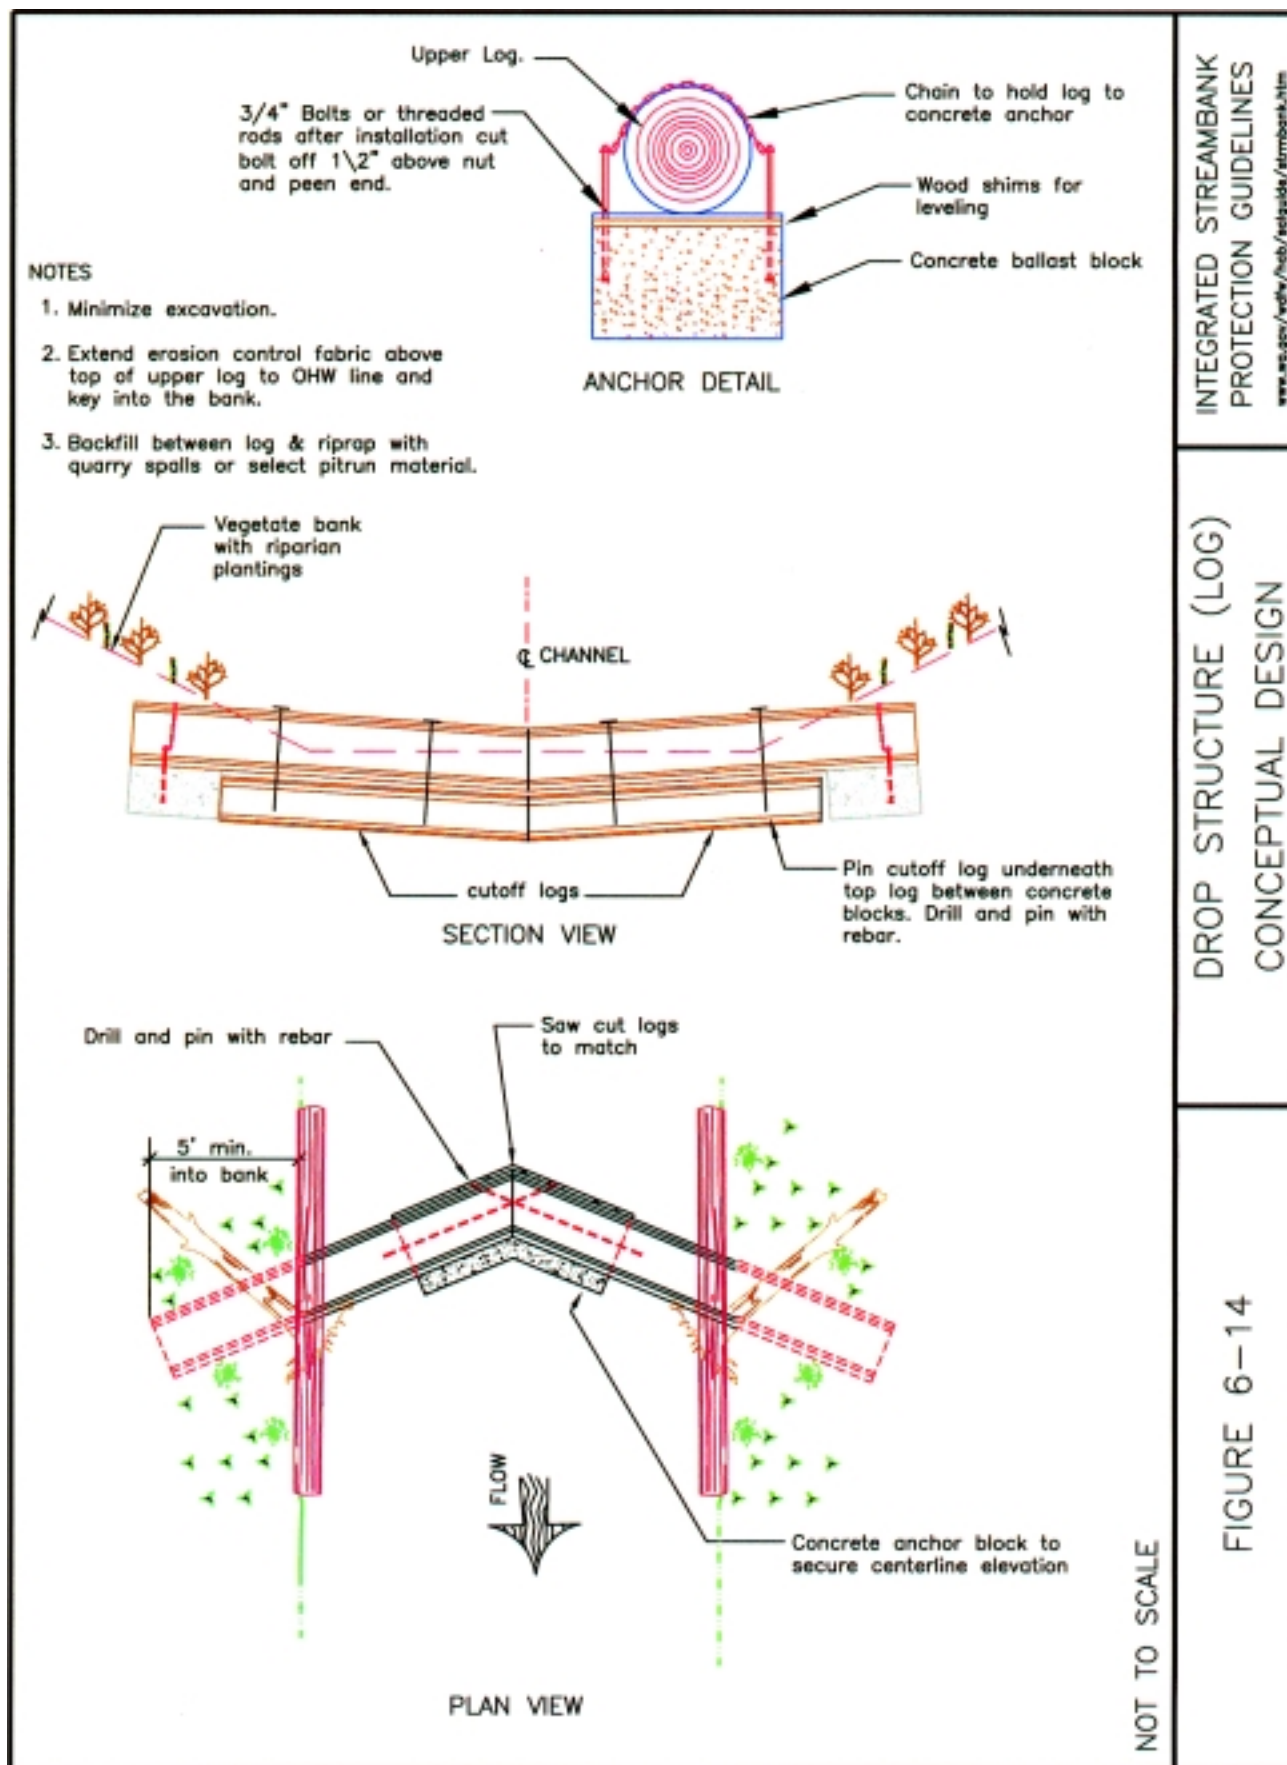 Upper Log.
3/4" Bolts or threaded
rods after installation cut
bolt off 1\2" above nut
and peen end.
Chain to hold log to
concrete anchor
Wood shims for
leveling
Concrete ballast block
ANCHOR DETAIL
NOTES
1. Minimize excavation.
2. Extend erosion control fabric above
top of upper log to OHW line and
key into the bank.
3. Backfill between log & riprap with
quarry spalls or select pitrun material.
Vegetate bank
with riparian
plantings
℄ CHANNEL
cutoff logs
Pin cutoff log underneath
top log between concrete
blocks. Drill and pin with
rebar.
SECTION VIEW
Drill and pin with rebar
Saw cut logs
to match
5' min.
into bank
FLOW
Concrete anchor block to
secure centerline elevation
PLAN VIEW
NOT TO SCALE
INTEGRATED STREAMBANK
PROTECTION GUIDELINES
DROP STRUCTURE (LOG)
CONCEPTUAL DESIGN
FIGURE 6-14